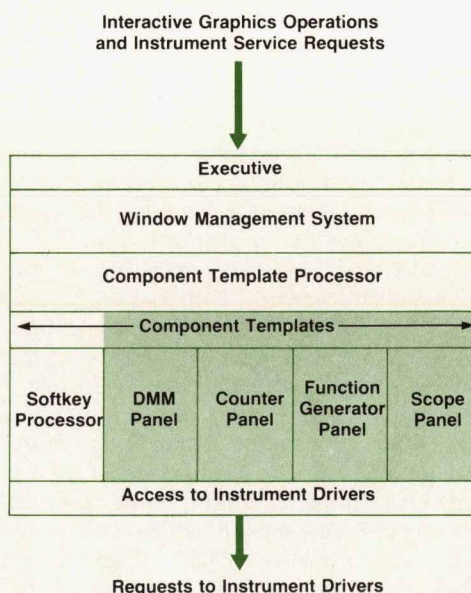 Interactive Graphics Operations
and Instrument Service Requests
Executive
Window Management System
Component Template Processor
Component Templates
Softkey
Processor
DMM
Panel
Counter
Panel
Function
Generator
Panel
Scope
Panel
Access to Instrument Drivers
Requests to Instrument Drivers